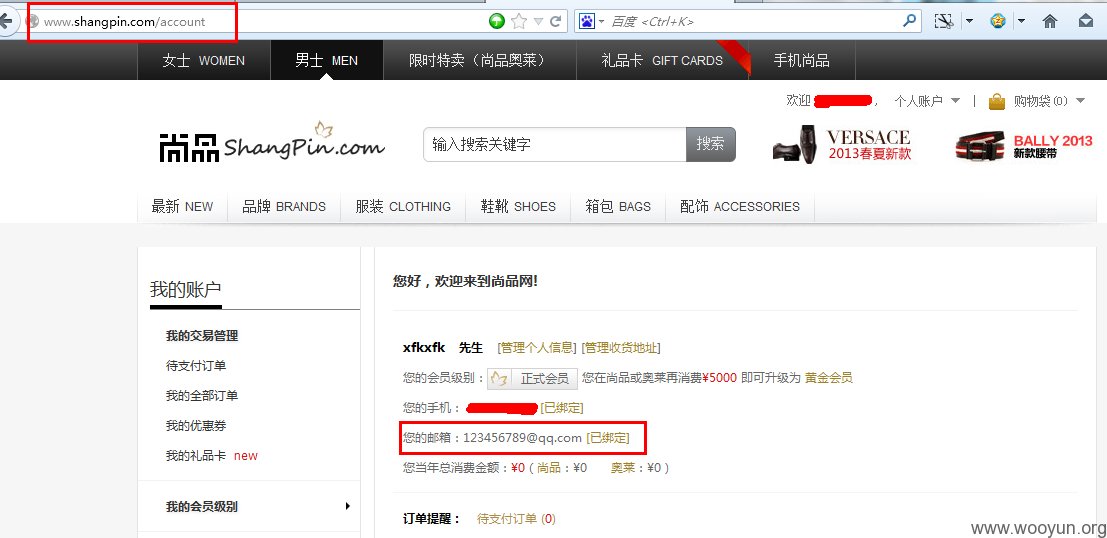 www.shangpin.com/account
百度 <Ctrl+K>
女士 WOMEN 男士 MEN 限时特卖（尚品奥莱） 礼品卡 GIFT CARDS 手机尚品
欢迎 ， 个人账户 | 购物袋(0)
尚品 ShangPin.com
输入搜索关键字 搜索
VERSACE
2013春夏新款
BALLY 2013
新款腰带
最新 NEW 品牌 BRANDS 服装 CLOTHING 鞋靴 SHOES 箱包 BAGS 配饰 ACCESSORIES
我的账户
我的交易管理
待支付订单
我的全部订单
我的优惠券
我的礼品卡 new
我的会员级别
您好，欢迎来到尚品网!
xfkxfk 先生 [管理个人信息] [管理收货地址]
您的会员级别： 正式会员 您在尚品或奥莱再消费¥5000 即可升级为 黄金会员
您的手机： [已绑定]
您的邮箱：123456789@qq.com [已绑定]
您当年总消费金额：¥0 ( 尚品：¥0 奥莱：¥0 )
订单提醒： 待支付订单 (0)
www.wooyun.org